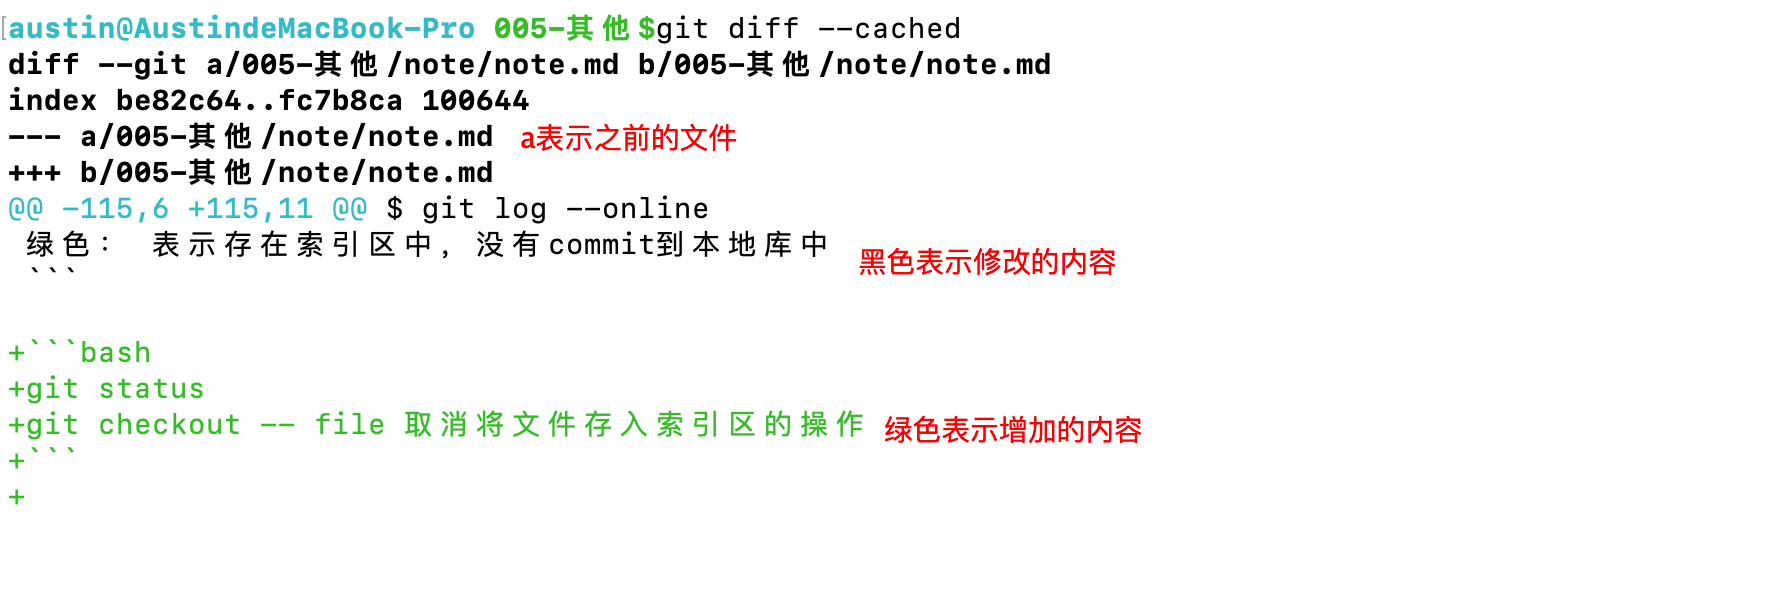 austin@AustindeMacBook-Pro 005-其他 $git diff --cached
diff --git a/005-其他/note/note.md b/005-其他/note/note.md
index be82c64..fc7b8ca 100644
--- a/005-其他/note/note.md a表示之前的文件
+++ b/005-其他/note/note.md
@@ -115,6 +115,11 @@ $ git log --online
 绿色： 表示存在索引区中, 没有commit到本地库中
黑色表示修改的内容
 ```
+```bash
+git status
+git checkout -- file 取消将文件存入索引区的操作 绿色表示增加的内容
+```
+